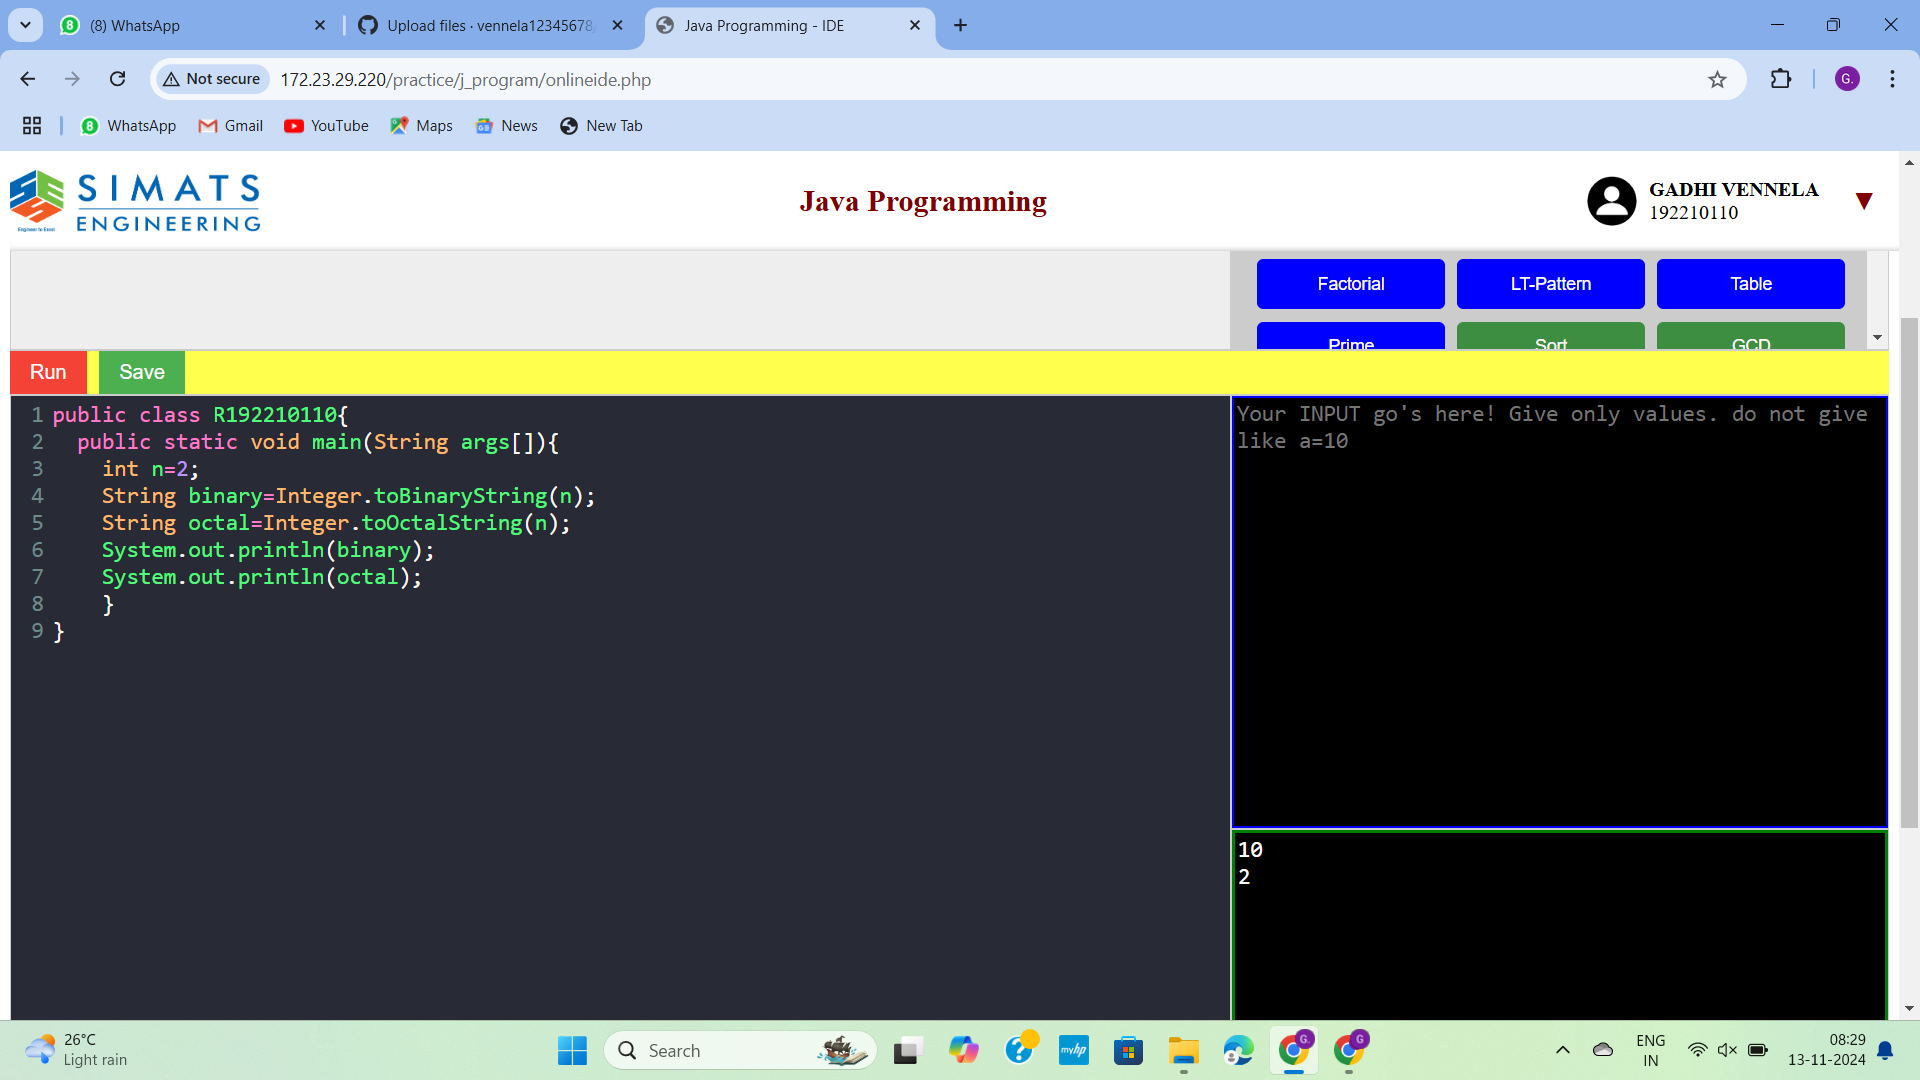 (8) WhatsApp
Upload files · vennela12345678
Java Programming - IDE
Not secure
172.23.29.220/practice/j_program/onlineide.php
G.
8 WhatsApp
Gmail
YouTube
Maps
News
New Tab
SIMATS
ENGINEERING
Engineer to Excel
Java Programming
GADHI VENNELA
192210110
Factorial
LT-Pattern
Table
Prime
Sort
GCD
Run
Save
1 public class R192210110{
2 public static void main(String args[]){
3 int n=2;
4 String binary=Integer.toBinaryString(n);
5 String octal=Integer.toOctalString(n);
6 System.out.println(binary);
7 System.out.println(octal);
8 }
9 }
Your INPUT go's here! Give only values. do not give
like a=10
10
2
26°C
Light rain
Search
myhp
ENG
IN
08:29
13-11-2024